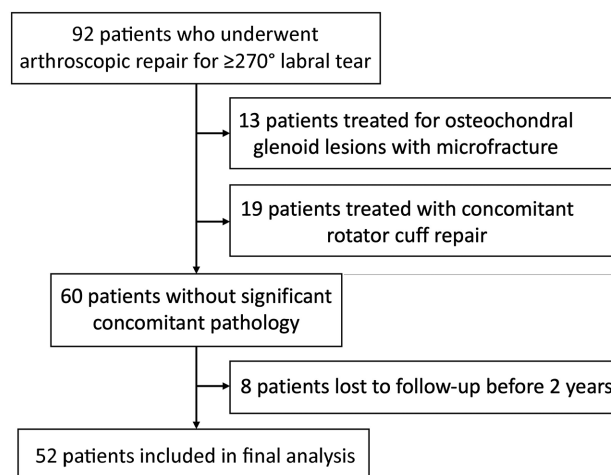 92 patients who underwent
arthroscopic repair for ≥270° labral tear
13 patients treated for osteochondral
glenoid lesions with microfracture
19 patients treated with concomitant
rotator cuff repair
60 patients without significant
concomitant pathology
8 patients lost to follow-up before 2 years
52 patients included in final analysis